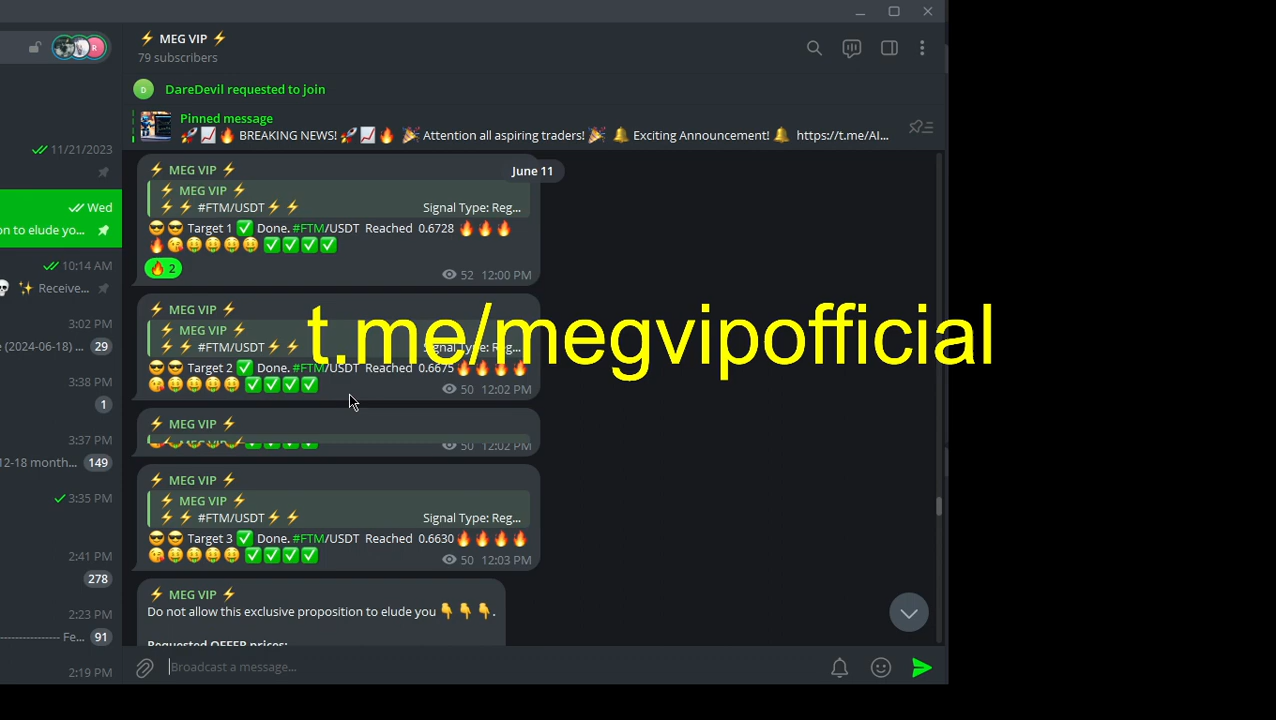 ⚡ MEG VIP ⚡
79 subscribers
D
DareDevil requested to join
Pinned message
🚀📈🔥 BREAKING NEWS! 🚀📈🔥 🎉 Attention all aspiring traders! 🎉 🔔 Exciting Announcement! 🔔 https://t.me/AI...
R
11/21/2023
Wed
on to elude yo...
10:14 AM
💀 ✨ Receive...
3:02 PM
(2024-06-18) ... 29
3:38 PM
1
3:37 PM
12-18 month... 149
3:35 PM
2:41 PM
278
2:23 PM
---------------- Fe... 91
2:19 PM
June 11
⚡ MEG VIP ⚡
⚡ MEG VIP ⚡
⚡ ⚡ #FTM/USDT⚡ ⚡ Signal Type: Reg...
😎😎 Target 1 ✅ Done. #FTM/USDT Reached 0.6728 🔥🔥🔥
🔥😘🤑🤑🤑🤑 ✅✅✅✅
🔥 2
52 12:00 PM
⚡ MEG VIP ⚡
⚡ MEG VIP ⚡
⚡ ⚡ #FTM/USDT⚡ ⚡ Signal Type: Reg...
t.me/megvipofficial
😎😎 Target 2 ✅ Done. #FTM/USDT Reached 0.6675🔥🔥🔥🔥
😘🤑🤑🤑🤑 ✅✅✅✅
50 12:02 PM
⚡ MEG VIP ⚡
50 12:02 PM
⚡ MEG VIP ⚡
⚡ MEG VIP ⚡
⚡ ⚡ #FTM/USDT⚡ ⚡ Signal Type: Reg...
😎😎 Target 3 ✅ Done. #FTM/USDT Reached 0.6630🔥🔥🔥🔥
😘🤑🤑🤑🤑 ✅✅✅✅
50 12:03 PM
⚡ MEG VIP ⚡
Do not allow this exclusive proposition to elude you 👇👇👇.
Requested OFFER prices:
Broadcast a message...